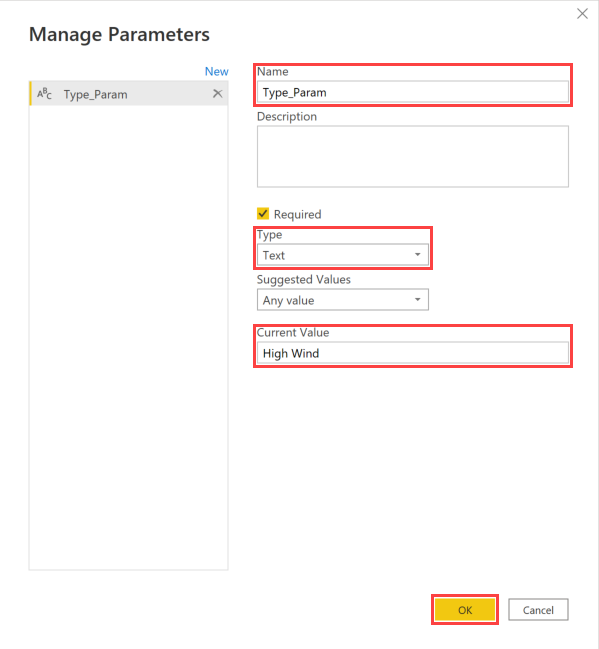 Manage Parameters
New
ABC Type_Param
Name
Type_Param
Description
Required
Type
Text
Suggested Values
Any value
Current Value
High Wind
OK
Cancel